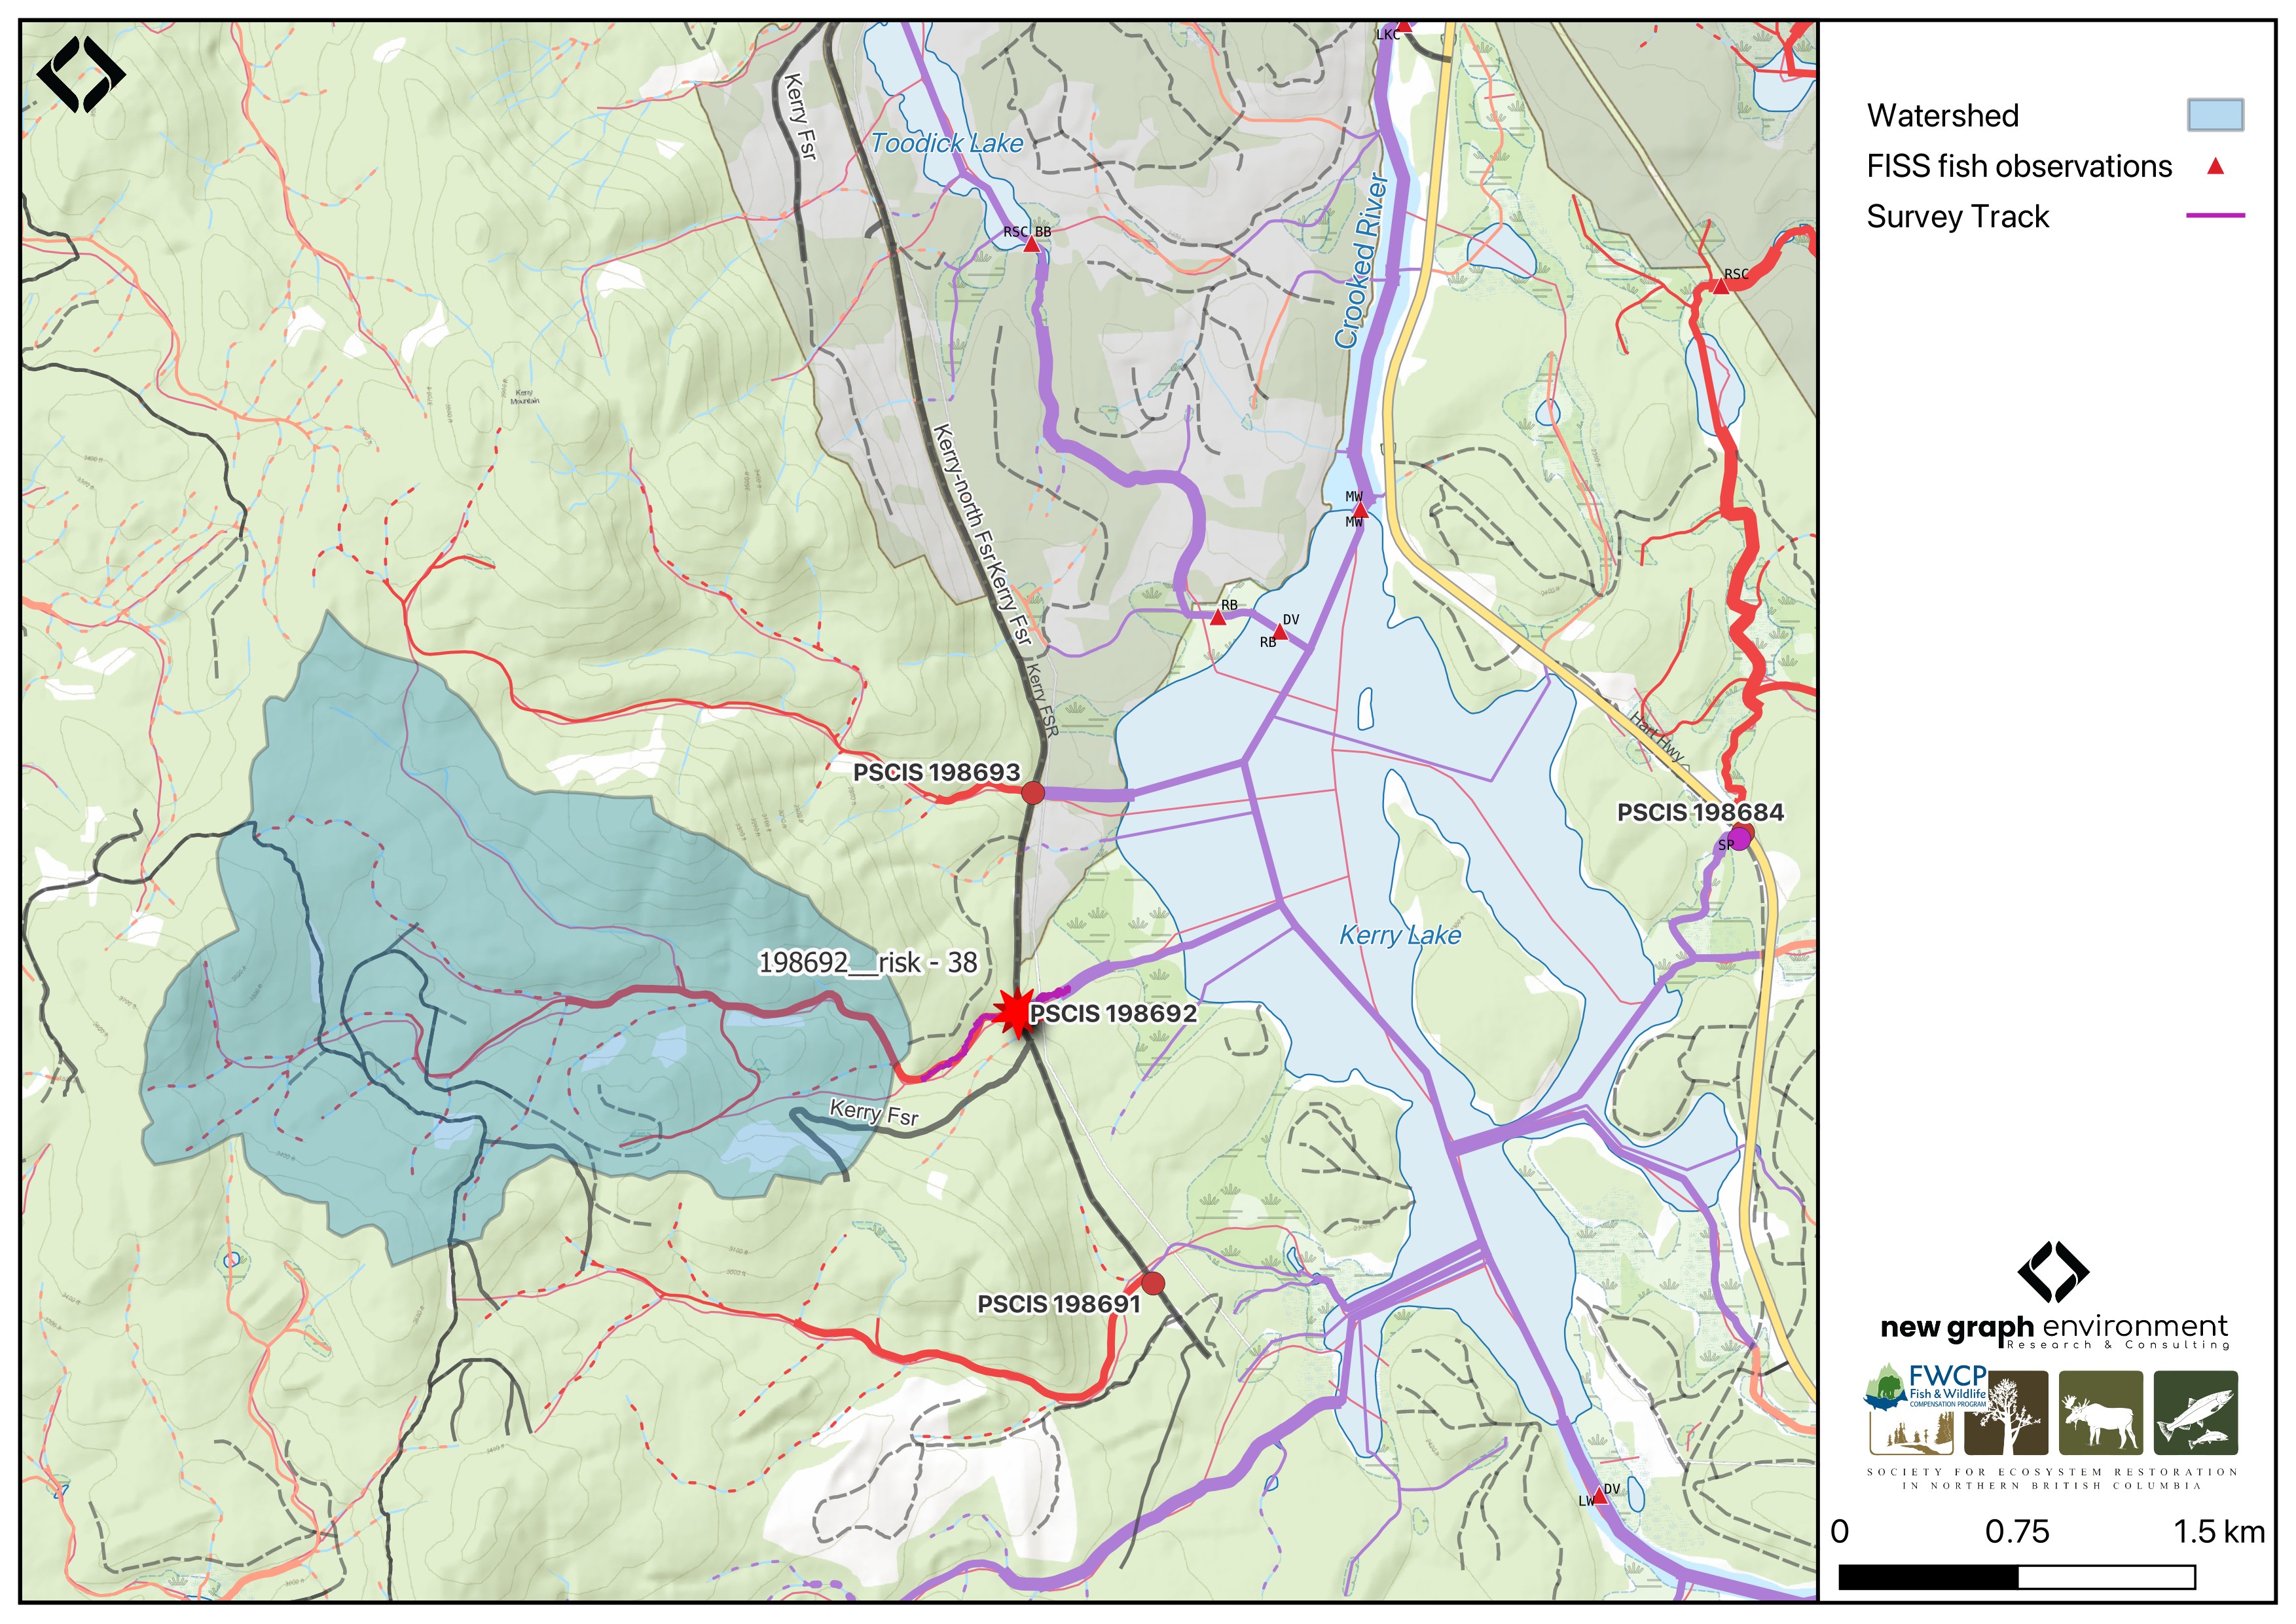 LKC
Kerry Fsr
Toodick Lake
Crooked River
RSC BB
RSC
Kerry
Mountain
Kerry-north Fsr
Kerry Fsr
MW
MW
RB
DV
RB
Kerry FSR
Hart Hwy
PSCIS 198693
PSCIS 198684
SP
Kerry Lake
198692__risk - 38
PSCIS 198692
Kerry Fsr
PSCIS 198691
DV
LW
Watershed
FISS fish observations
Survey Track
new graph environment
Research & Consulting
FWCP
Fish & Wildlife
COMPENSATION PROGRAM
SOCIETY FOR ECOSYSTEM RESTORATION
IN NORTHERN BRITISH COLUMBIA
0 0.75 1.5 km